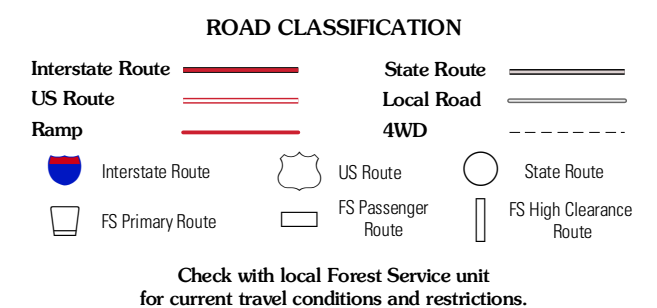 ROAD CLASSIFICATION
Interstate Route
State Route
US Route
Local Road
Ramp
4WD
Interstate Route
US Route
State Route
FS Primary Route
FS Passenger
Route
FS High Clearance
Route
Check with local Forest Service unit
for current travel conditions and restrictions.